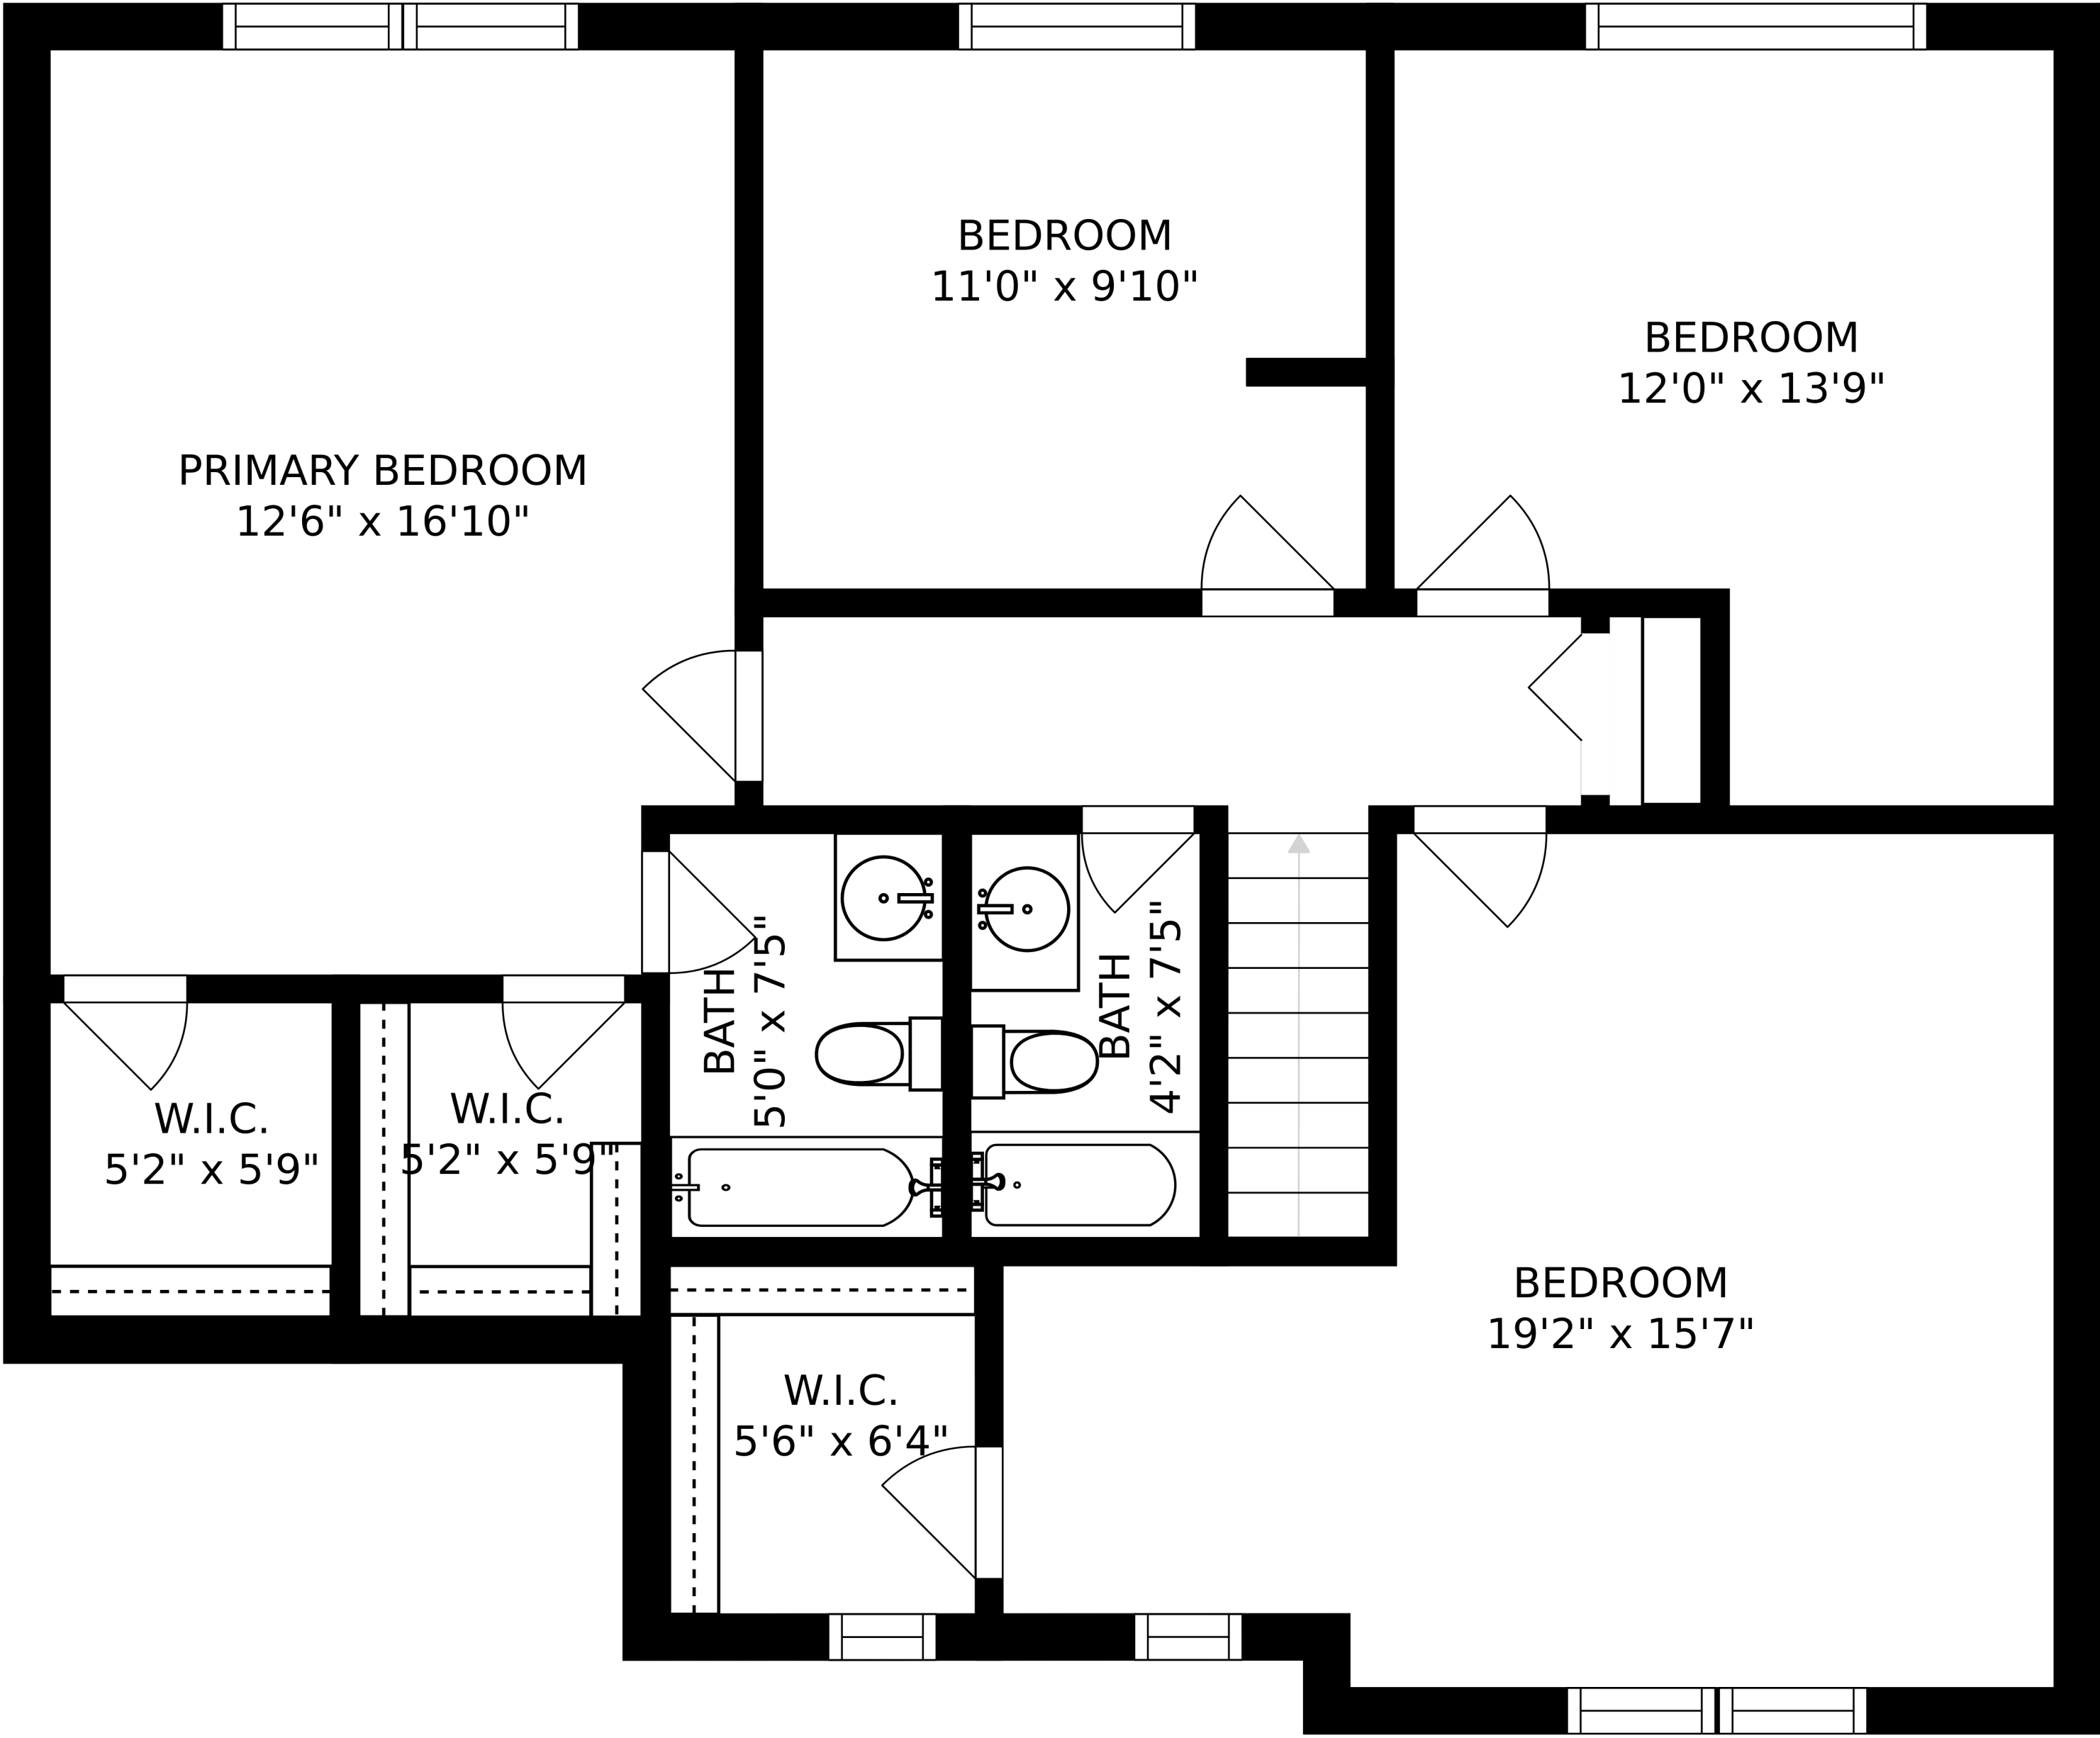 BEDROOM
11'0" x 9'10"
BEDROOM
12'0" x 13'9"
PRIMARY BEDROOM
12'6" x 16'10"
BATH
5'0" x 7'5"
BATH
4'2" x 7'5"
W.I.C.
5'2" x 5'9"
W.I.C.
5'2" x 5'9"
BEDROOM
19'2" x 15'7"
W.I.C.
5'6" x 6'4"